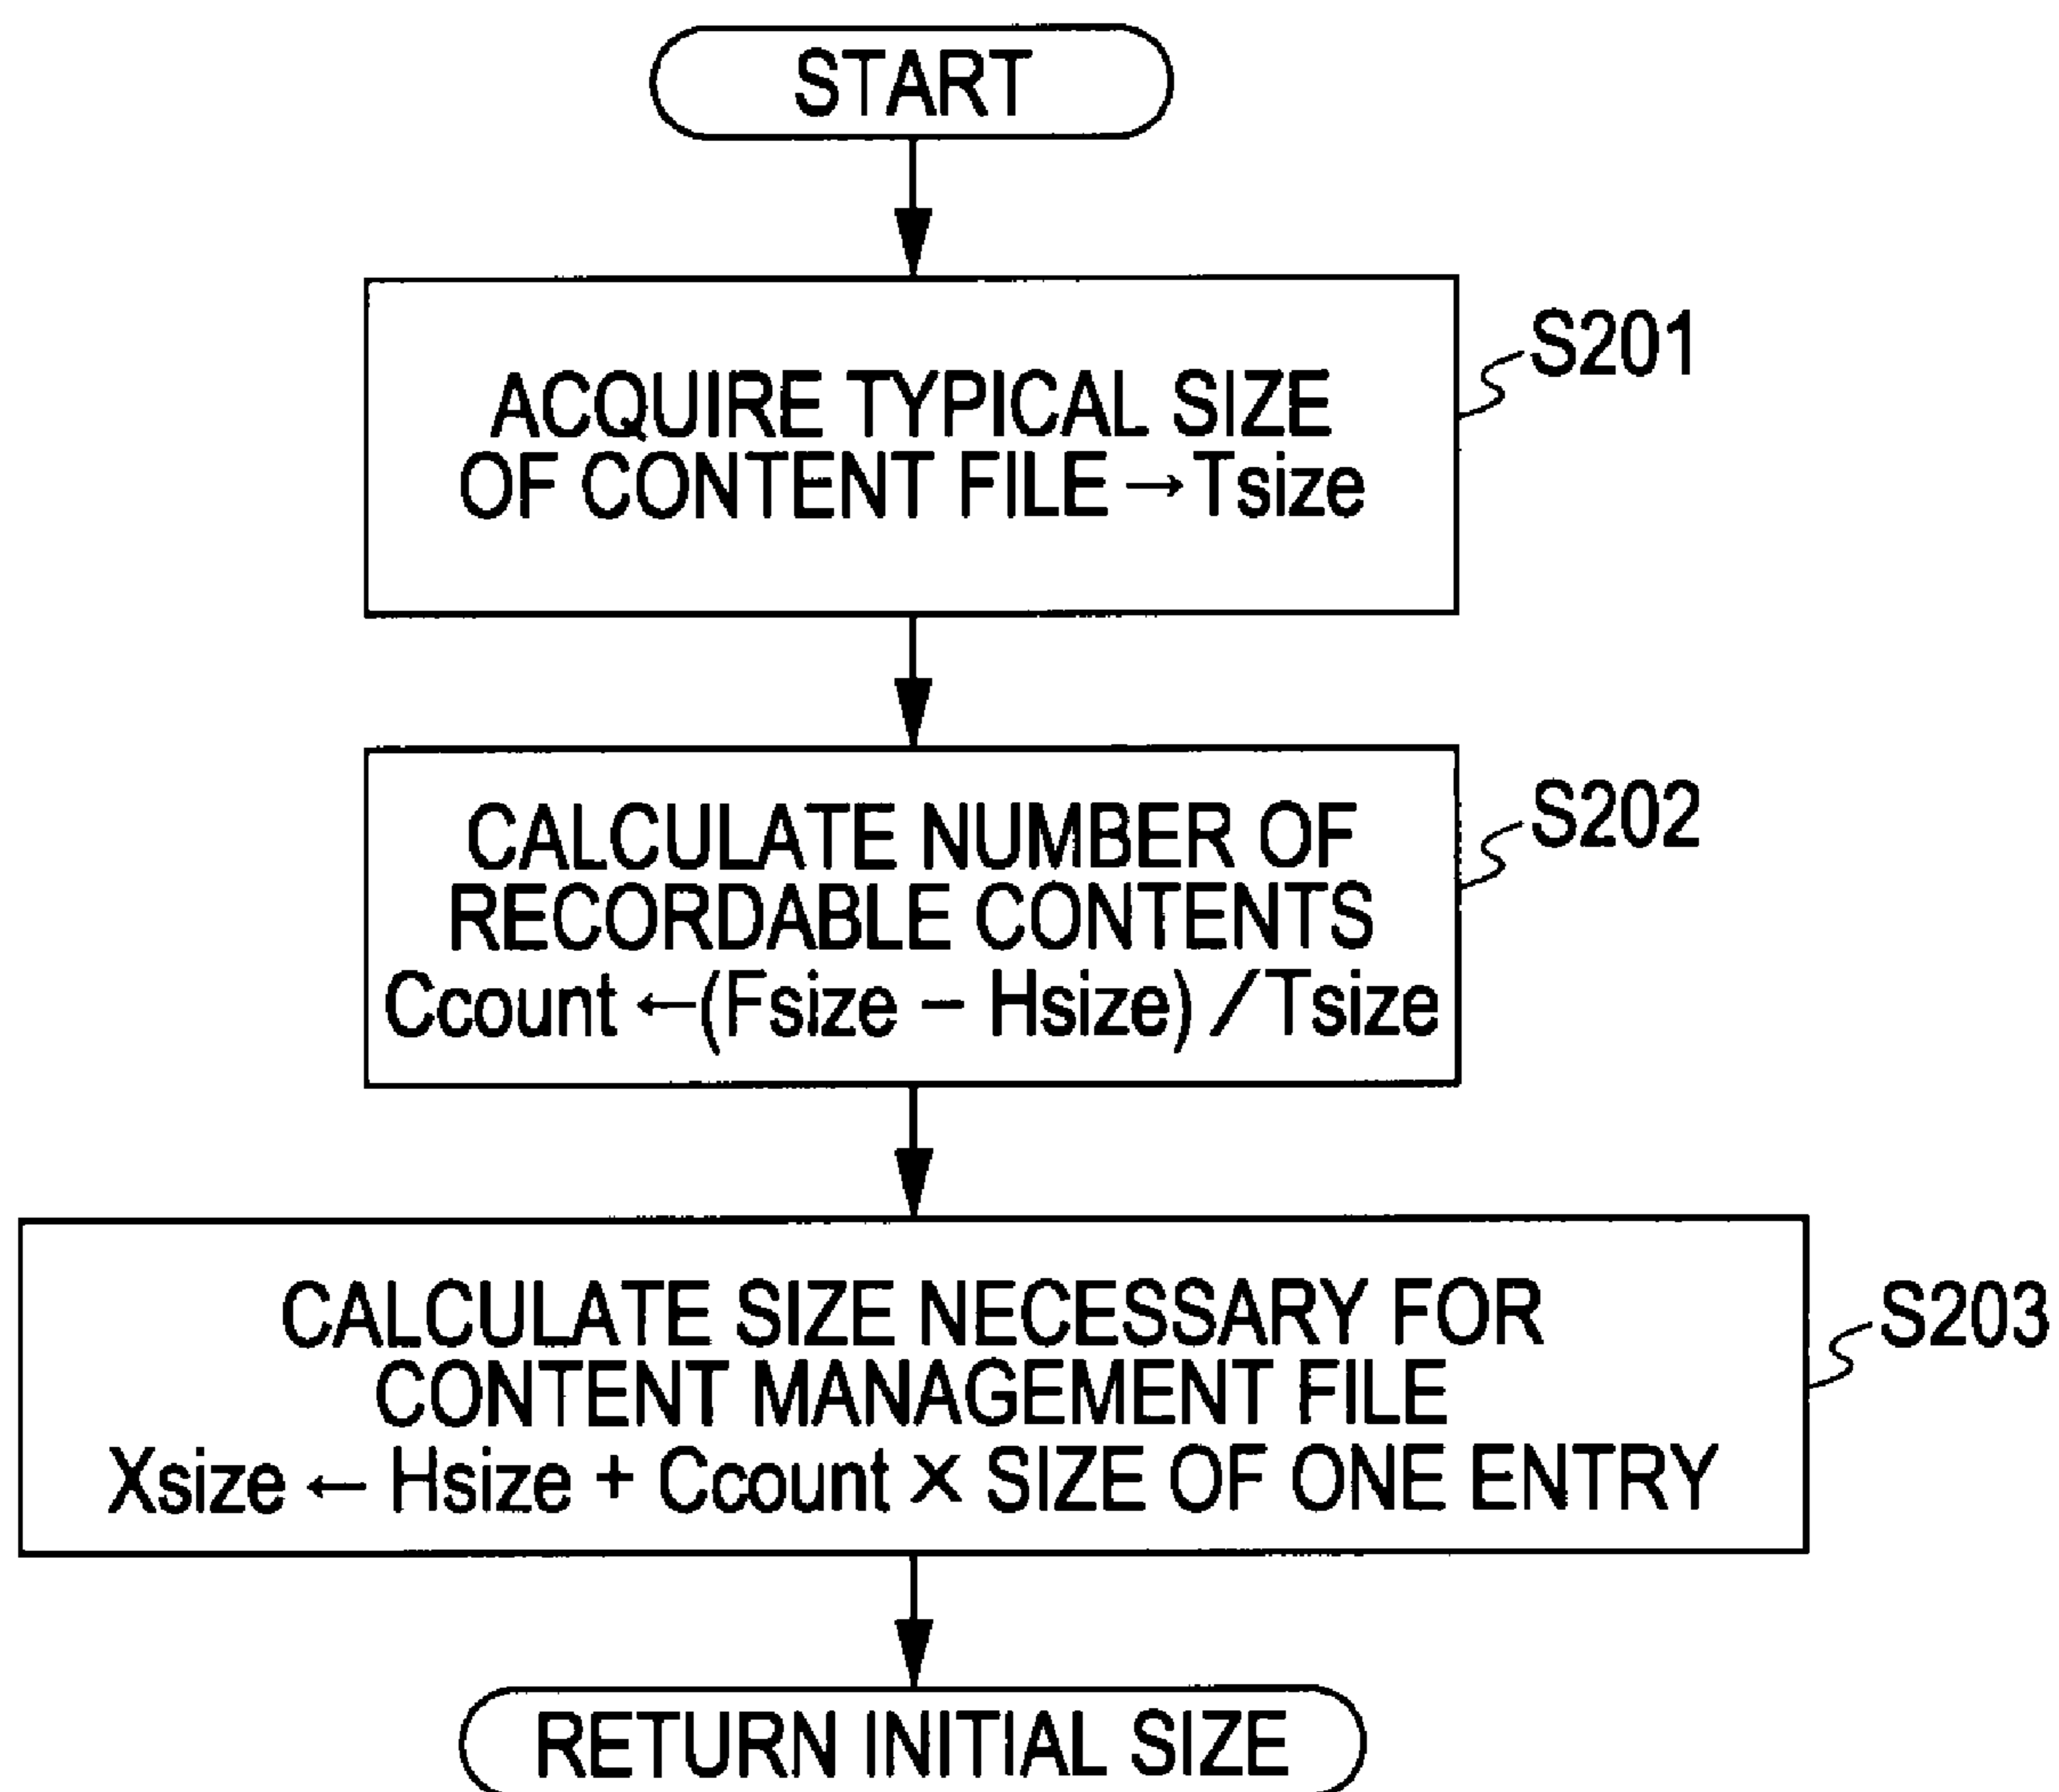 START
ACQUIRE TYPICAL SIZE
OF CONTENT FILE → Tsize
S201
CALCULATE NUMBER OF
RECORDABLE CONTENTS
Ccount ← (Fsize − Hsize) / Tsize
S202
CALCULATE SIZE NECESSARY FOR
CONTENT MANAGEMENT FILE
Xsize ← Hsize + Ccount × SIZE OF ONE ENTRY
S203
RETURN INITIAL SIZE